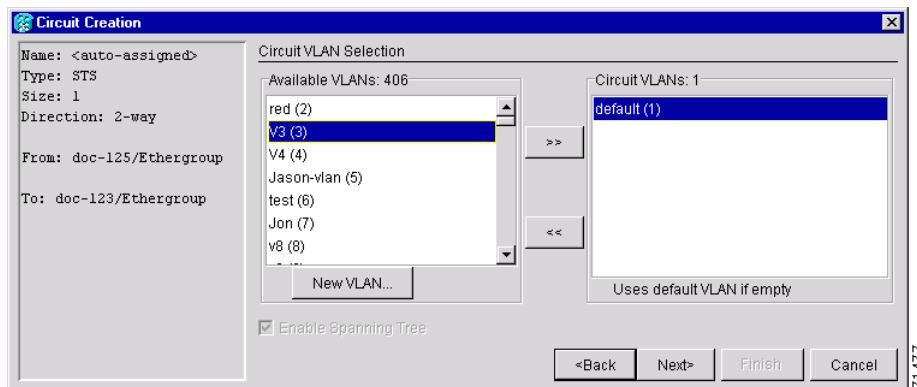 Circuit Creation
Name: <auto-assigned>
Type: STS
Size: 1
Direction: 2-way
From: doc-125/Ethergroup
To: doc-123/Ethergroup
Circuit VLAN Selection
Available VLANs: 406
red (2)
V3 (3)
V4 (4)
Jason-vlan (5)
test (6)
Jon (7)
v8 (8)
New VLAN...
>>
<<
Circuit VLANs: 1
default (1)
Uses default VLAN if empty
Enable Spanning Tree
<Back
Next>
Finish
Cancel